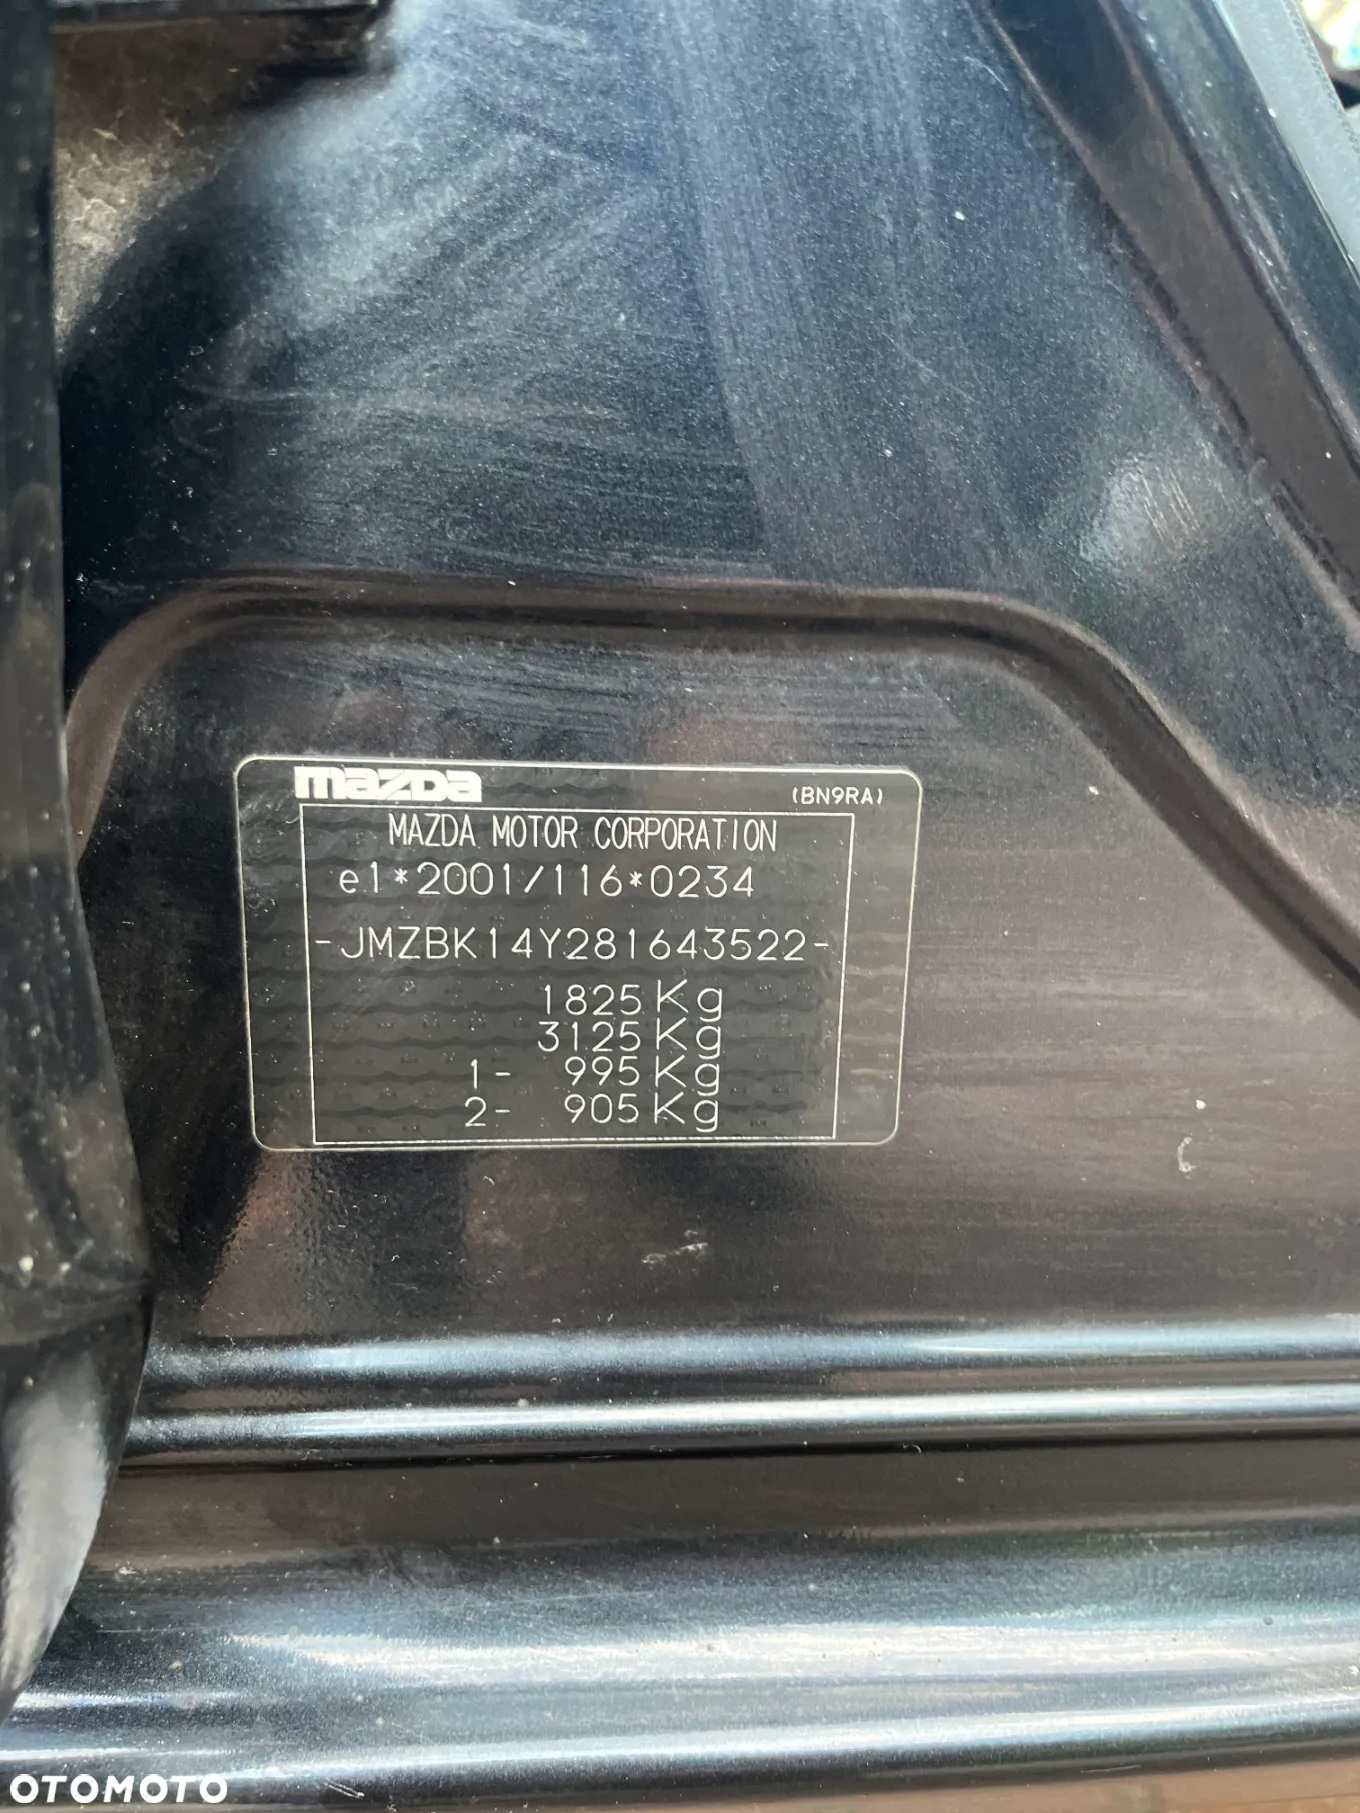 mazda (BN9RA)
MAZDA MOTOR CORPORATION
e1*2001/116*0234
-JMZBK14Y281643522-
1825 Kg
3125 Kg
1- 995 Kg
2- 905 Kg
OTOMOTO